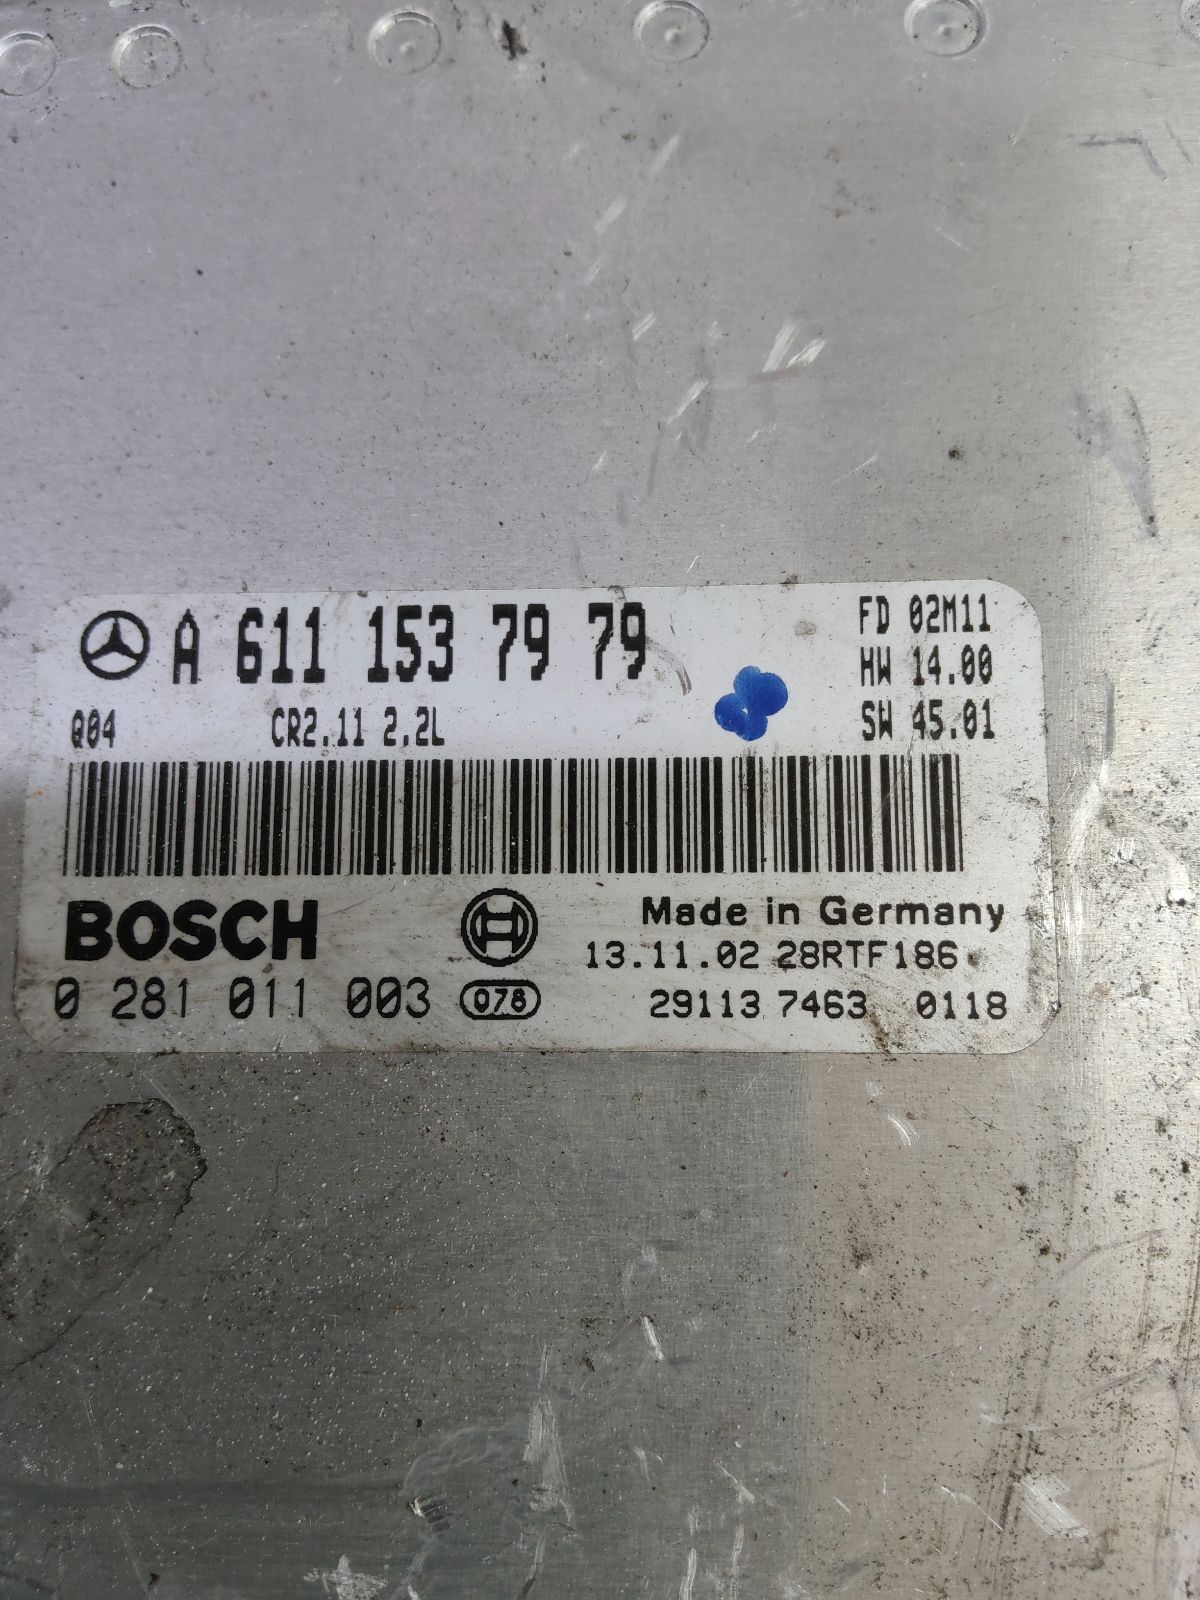 A 611 153 79 79
FD 02M11
HW 14.00
Q04 CR2.11 2.2L
SW 45.01
BOSCH
Made in Germany
13.11.02 28RTF186
0 281 011 003 078
29113 7463 0118